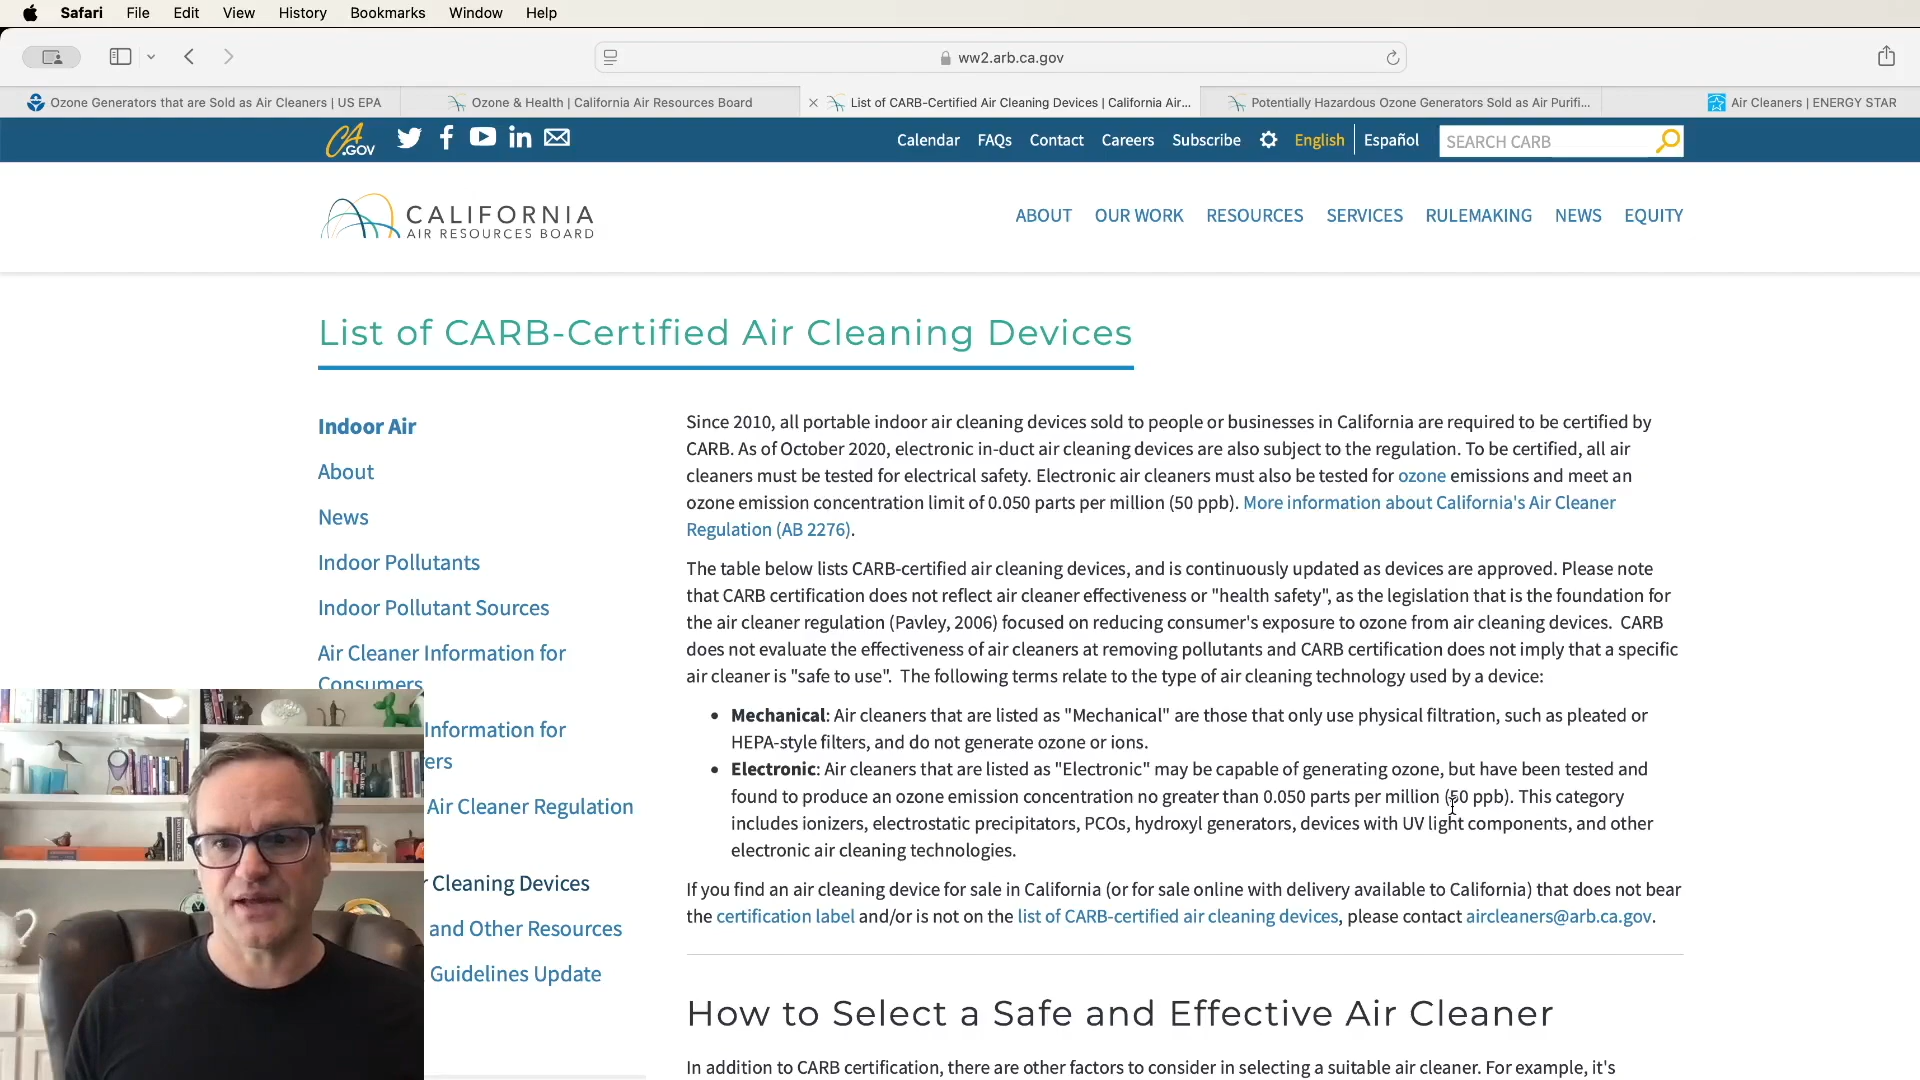 Safari File Edit View History Bookmarks Window Help
ww2.arb.ca.gov
Ozone Generators that are Sold as Air Cleaners | US EPA
Ozone & Health | California Air Resources Board
List of CARB-Certified Air Cleaning Devices | California Air...
Potentially Hazardous Ozone Generators Sold as Air Purifi...
Air Cleaners | ENERGY STAR
CA.GOV
Calendar FAQs Contact Careers Subscribe English Español SEARCH CARB
CALIFORNIA
AIR RESOURCES BOARD
ABOUT OUR WORK RESOURCES SERVICES RULEMAKING NEWS EQUITY
List of CARB-Certified Air Cleaning Devices
Indoor Air
About
News
Indoor Pollutants
Indoor Pollutant Sources
Air Cleaner Information for
Consumers
Information for
ers
Air Cleaner Regulation
r Cleaning Devices
and Other Resources
Guidelines Update
Since 2010, all portable indoor air cleaning devices sold to people or businesses in California are required to be certified by
CARB. As of October 2020, electronic in-duct air cleaning devices are also subject to the regulation. To be certified, all air
cleaners must be tested for electrical safety. Electronic air cleaners must also be tested for ozone emissions and meet an
ozone emission concentration limit of 0.050 parts per million (50 ppb). More information about California's Air Cleaner
Regulation (AB 2276).
The table below lists CARB-certified air cleaning devices, and is continuously updated as devices are approved. Please note
that CARB certification does not reflect air cleaner effectiveness or "health safety", as the legislation that is the foundation for
the air cleaner regulation (Pavley, 2006) focused on reducing consumer's exposure to ozone from air cleaning devices. CARB
does not evaluate the effectiveness of air cleaners at removing pollutants and CARB certification does not imply that a specific
air cleaner is "safe to use". The following terms relate to the type of air cleaning technology used by a device:
• Mechanical: Air cleaners that are listed as "Mechanical" are those that only use physical filtration, such as pleated or
HEPA-style filters, and do not generate ozone or ions.
• Electronic: Air cleaners that are listed as "Electronic" may be capable of generating ozone, but have been tested and
found to produce an ozone emission concentration no greater than 0.050 parts per million (50 ppb). This category
includes ionizers, electrostatic precipitators, PCOs, hydroxyl generators, devices with UV light components, and other
electronic air cleaning technologies.
If you find an air cleaning device for sale in California (or for sale online with delivery available to California) that does not bear
the certification label and/or is not on the list of CARB-certified air cleaning devices, please contact aircleaners@arb.ca.gov.
How to Select a Safe and Effective Air Cleaner
In addition to CARB certification, there are other factors to consider in selecting a suitable air cleaner. For example, it's